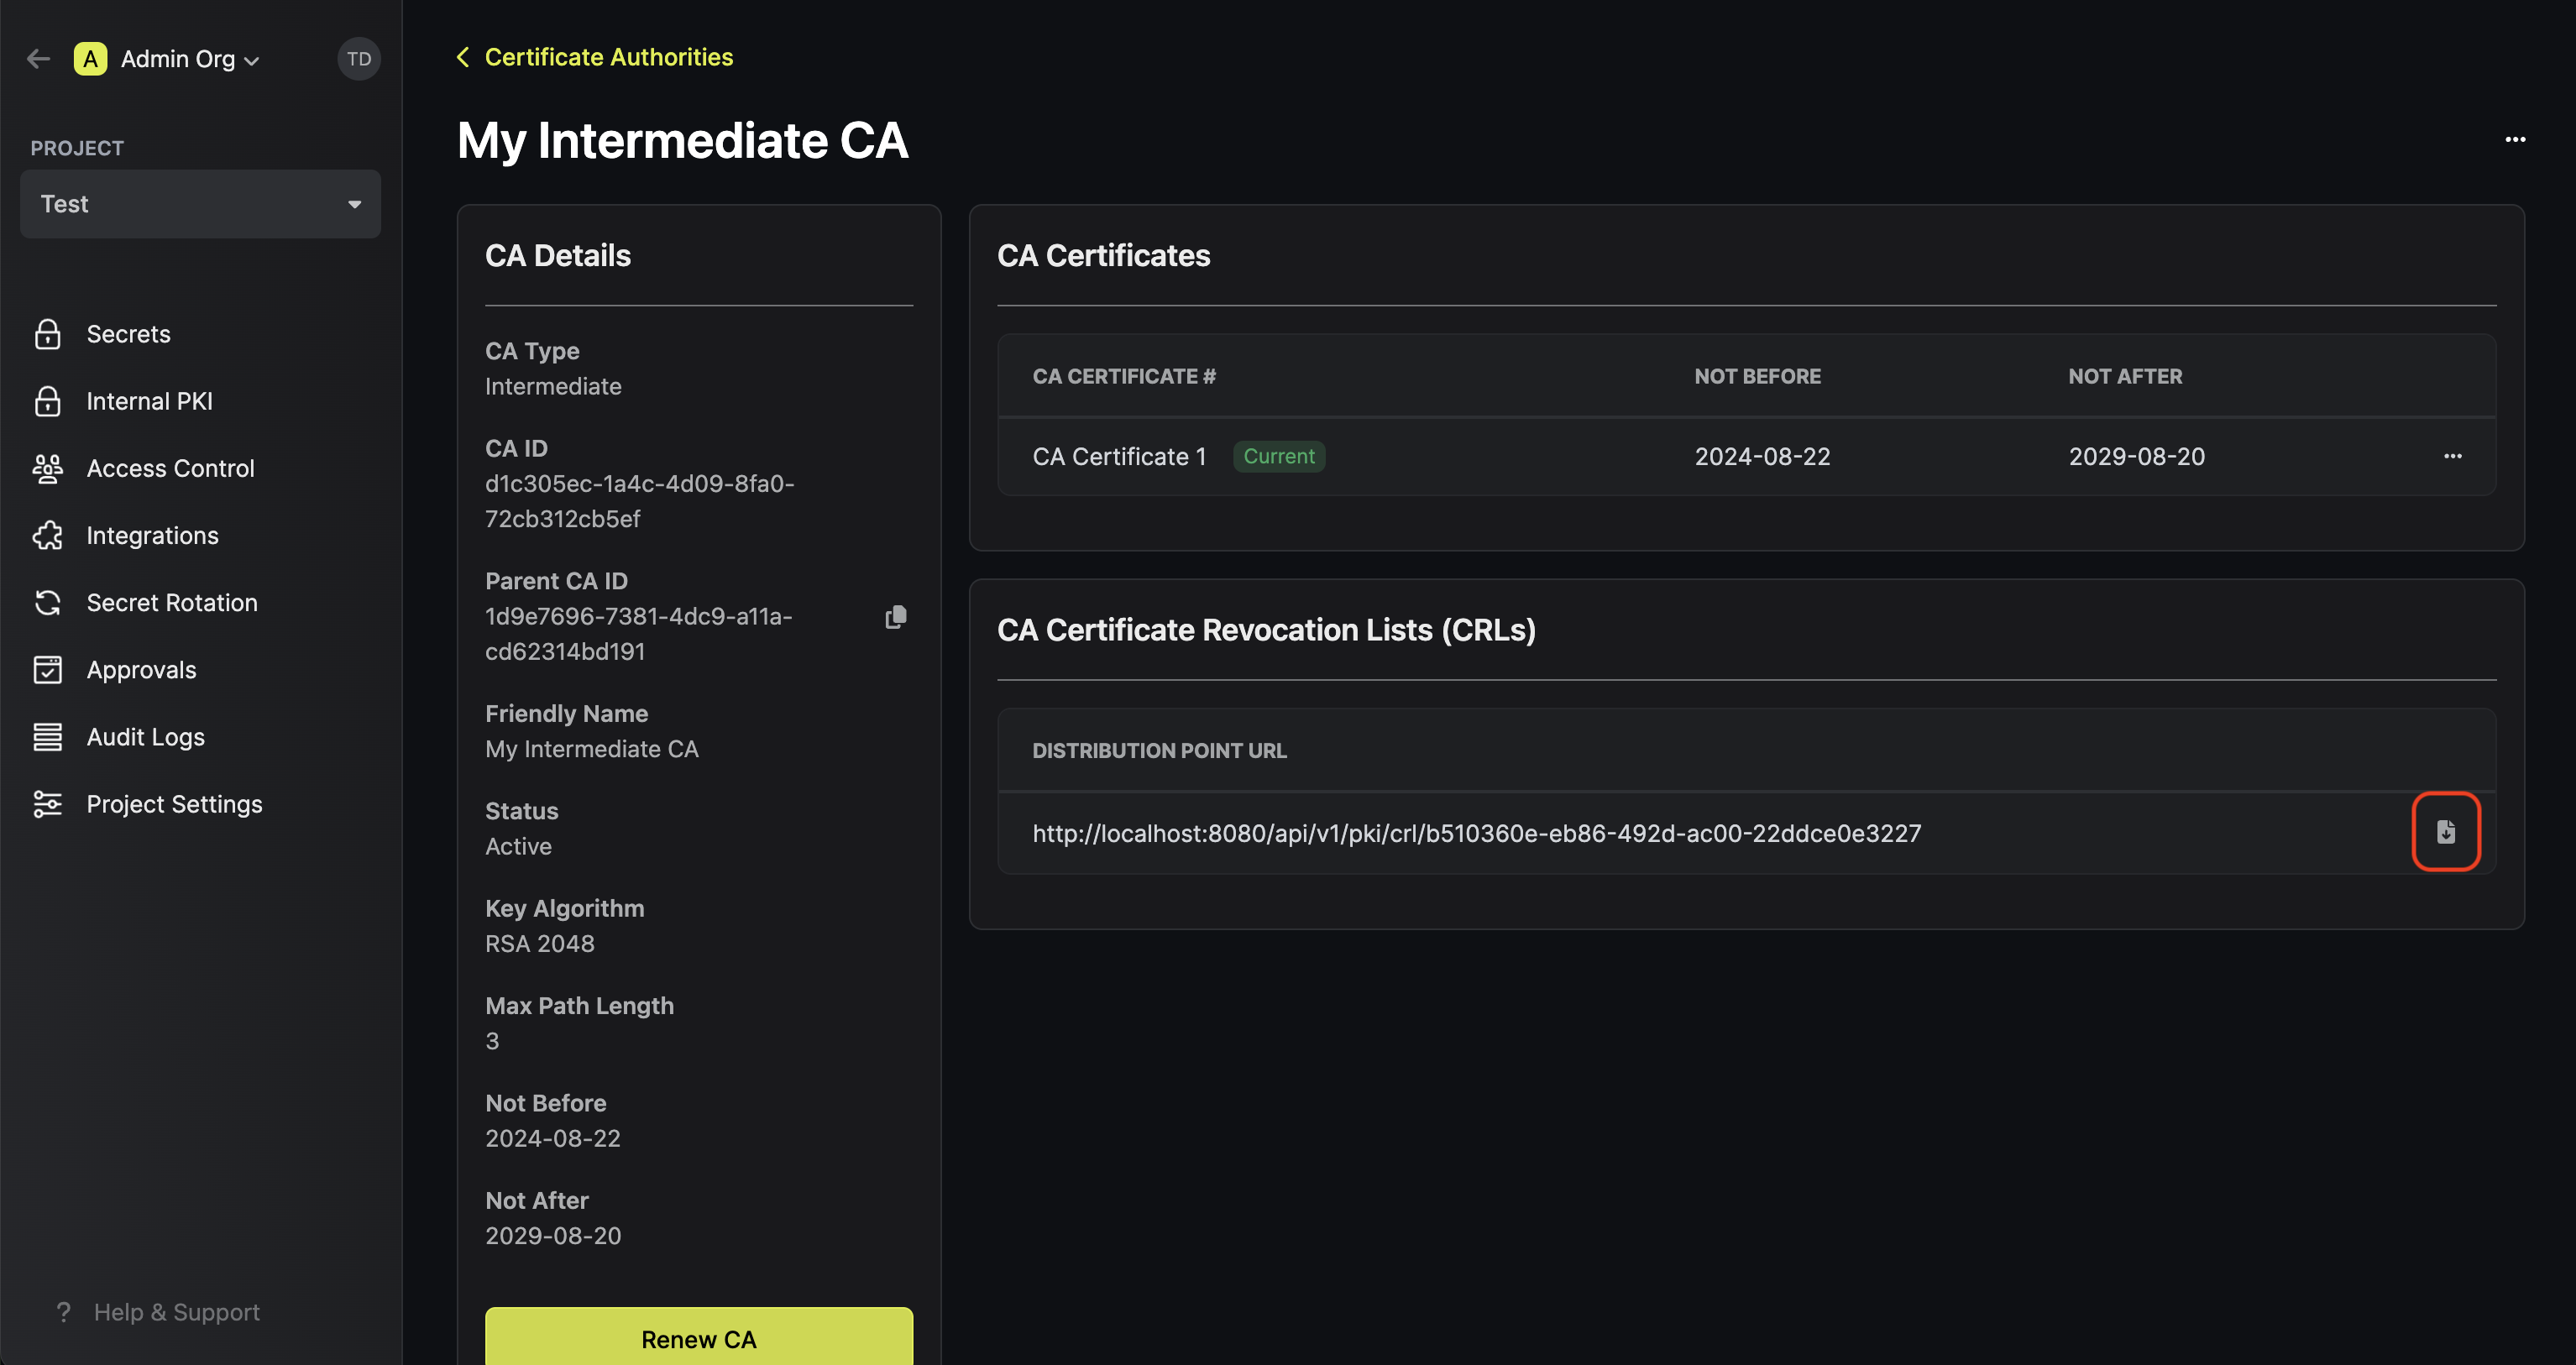 A Admin Org
TD
PROJECT
Test
Secrets
Internal PKI
Access Control
Integrations
Secret Rotation
Approvals
Audit Logs
Project Settings
? Help & Support
Certificate Authorities
My Intermediate CA
CA Details
CA Type
Intermediate
CA ID
d1c305ec-1a4c-4d09-8fa0-
72cb312cb5ef
Parent CA ID
1d9e7696-7381-4dc9-a11a-
cd62314bd191
Friendly Name
My Intermediate CA
Status
Active
Key Algorithm
RSA 2048
Max Path Length
3
Not Before
2024-08-22
Not After
2029-08-20
Renew CA
CA Certificates
CA CERTIFICATE # NOT BEFORE NOT AFTER
CA Certificate 1 Current 2024-08-22 2029-08-20
CA Certificate Revocation Lists (CRLs)
DISTRIBUTION POINT URL
http://localhost:8080/api/v1/pki/crl/b510360e-eb86-492d-ac00-22ddce0e3227